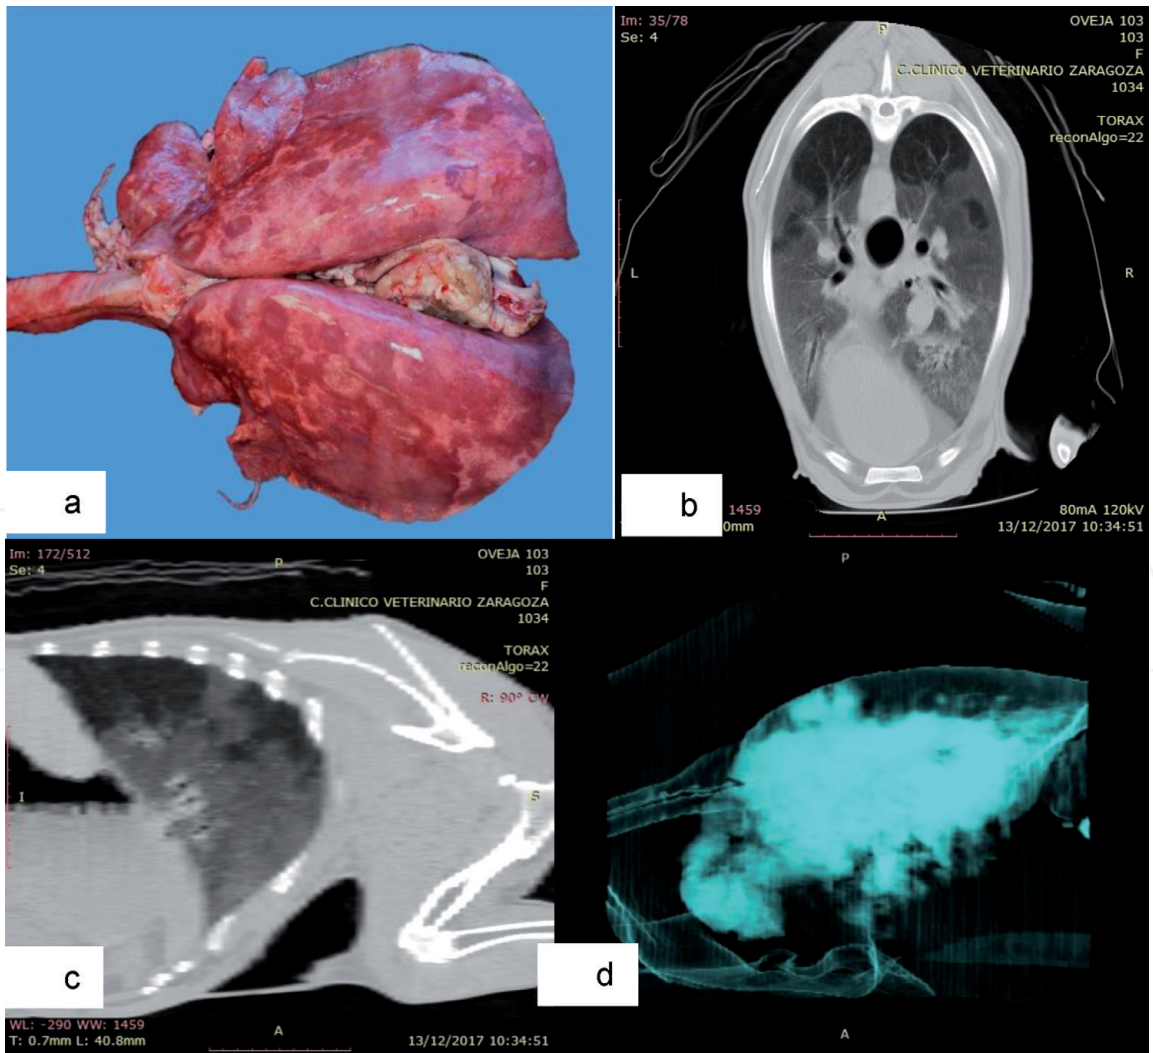 a
Im: 35/78
Se: 4
P
OVEJA 103
103
F
C.CLINICO VETERINARIO ZARAGOZA
1034
TORAX
reconAlgo=22
L
R
b
1459
0mm
A
80mA 120kV
13/12/2017 10:34:51
Im: 172/512
Se: 4
P
OVEJA 103
103
F
C.CLINICO VETERINARIO ZARAGOZA
1034
TORAX
reconAlgo=22
R: 90º CW
I
S
c
WL: -290 WW: 1459
T: 0.7mm L: 40.8mm
A
13/12/2017 10:34:51
P
d
A